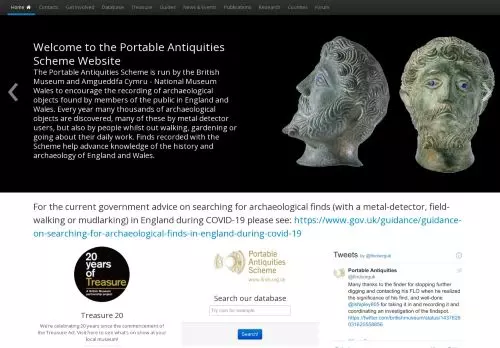 Home Contacts Get Involved Database Treasure Guides News & Events Publications Research Counties Forum
Welcome to the Portable Antiquities
Scheme Website
The Portable Antiquities Scheme is run by the British
Museum and Amgueddfa Cymru - National Museum
Wales to encourage the recording of archaeological
objects found by members of the public in England and
Wales. Every year many thousands of archaeological
objects are discovered, many of these by metal detector
users, but also by people whilst out walking, gardening or
going about their daily work. Finds recorded with the
Scheme help advance knowledge of the history and
archaeology of England and Wales.
For the current government advice on searching for archaeological finds (with a metal-detector, field-
walking or mudlarking) in England during COVID-19 please see: https://www.gov.uk/guidance/guidance-
on-searching-for-archaeological-finds-in-england-during-covid-19
20
years of
Treasure
A British Museum
partnership project
Treasure 20
We're celebrating 20 years since the commencement of
the Treasure Act. Visit here to see what's on show at your
local museum!
Portable
Antiquities
Scheme
www.finds.org.uk
Search our database
Try coin for example.
Search!
Tweets by @findsorguk
Portable Antiquities
@findsorguk
Many thanks to the finder for stopping further
digging and contacting his FLO when he realized
the significance of his find, and well-done
for taking it in and recording it and
coordinating an investigation of the findspot.